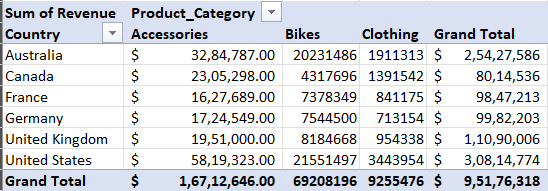 Sum of Revenue Product_Category
Country Accessories Bikes Clothing Grand Total
Australia $ 32,84,787.00 20231486 1911313 $ 2,54,27,586
Canada $ 23,05,298.00 4317696 1391542 $ 80,14,536
France $ 16,27,689.00 7378349 841175 $ 98,47,213
Germany $ 17,24,549.00 7544500 713154 $ 99,82,203
United Kingdom $ 19,51,000.00 8184668 954338 $ 1,10,90,006
United States $ 58,19,323.00 21551497 3443954 $ 3,08,14,774
Grand Total $ 1,67,12,646.00 69208196 9255476 $ 9,51,76,318